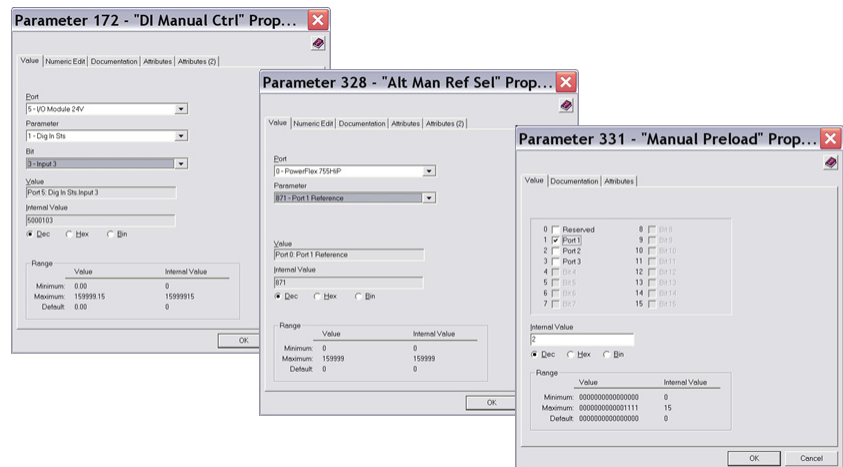 Parameter 172 - "DI Manual Ctrl" Prop...
Value Numeric Edit Documentation Attributes Attributes (2)
Port
5 - I/O Module 24V
Parameter
1 - Dig In Sts
Bit
3 - Input 3
Value
Port 5: Dig In Sts.Input 3
Internal Value
5000103
Dec Hex Bin
Range
Value Internal Value
Minimum: 0.00 0
Maximum: 159999.15 15999915
Default: 0.00 0
OK
Parameter 328 - "Alt Man Ref Sel" Prop...
Value Numeric Edit Documentation Attributes Attributes (2)
Port
0 - PowerFlex 755HiP
Parameter
871 - Port 1 Reference
Value
Port 0: Port 1 Reference
Internal Value
871
Dec Hex Bin
Range
Value Internal Value
Minimum: 0 0
Maximum: 159999 159999
Default: 0 0
OK
Parameter 331 - "Manual Preload" Prop...
Value Documentation Attributes
0 Reserved 8 Bit 8
1 Port 1 9 Bit 9
2 Port 2 10 Bit 10
3 Port 3 11 Bit 11
4 Bit 4 12 Bit 12
5 Bit 5 13 Bit 13
6 Bit 6 14 Bit 14
7 Bit 7 15 Bit 15
Internal Value
2
Dec Hex Bin
Range
Value Internal Value
Minimum: 0000000000000000 0
Maximum: 0000000000001111 15
Default: 0000000000000000 0
OK Cancel